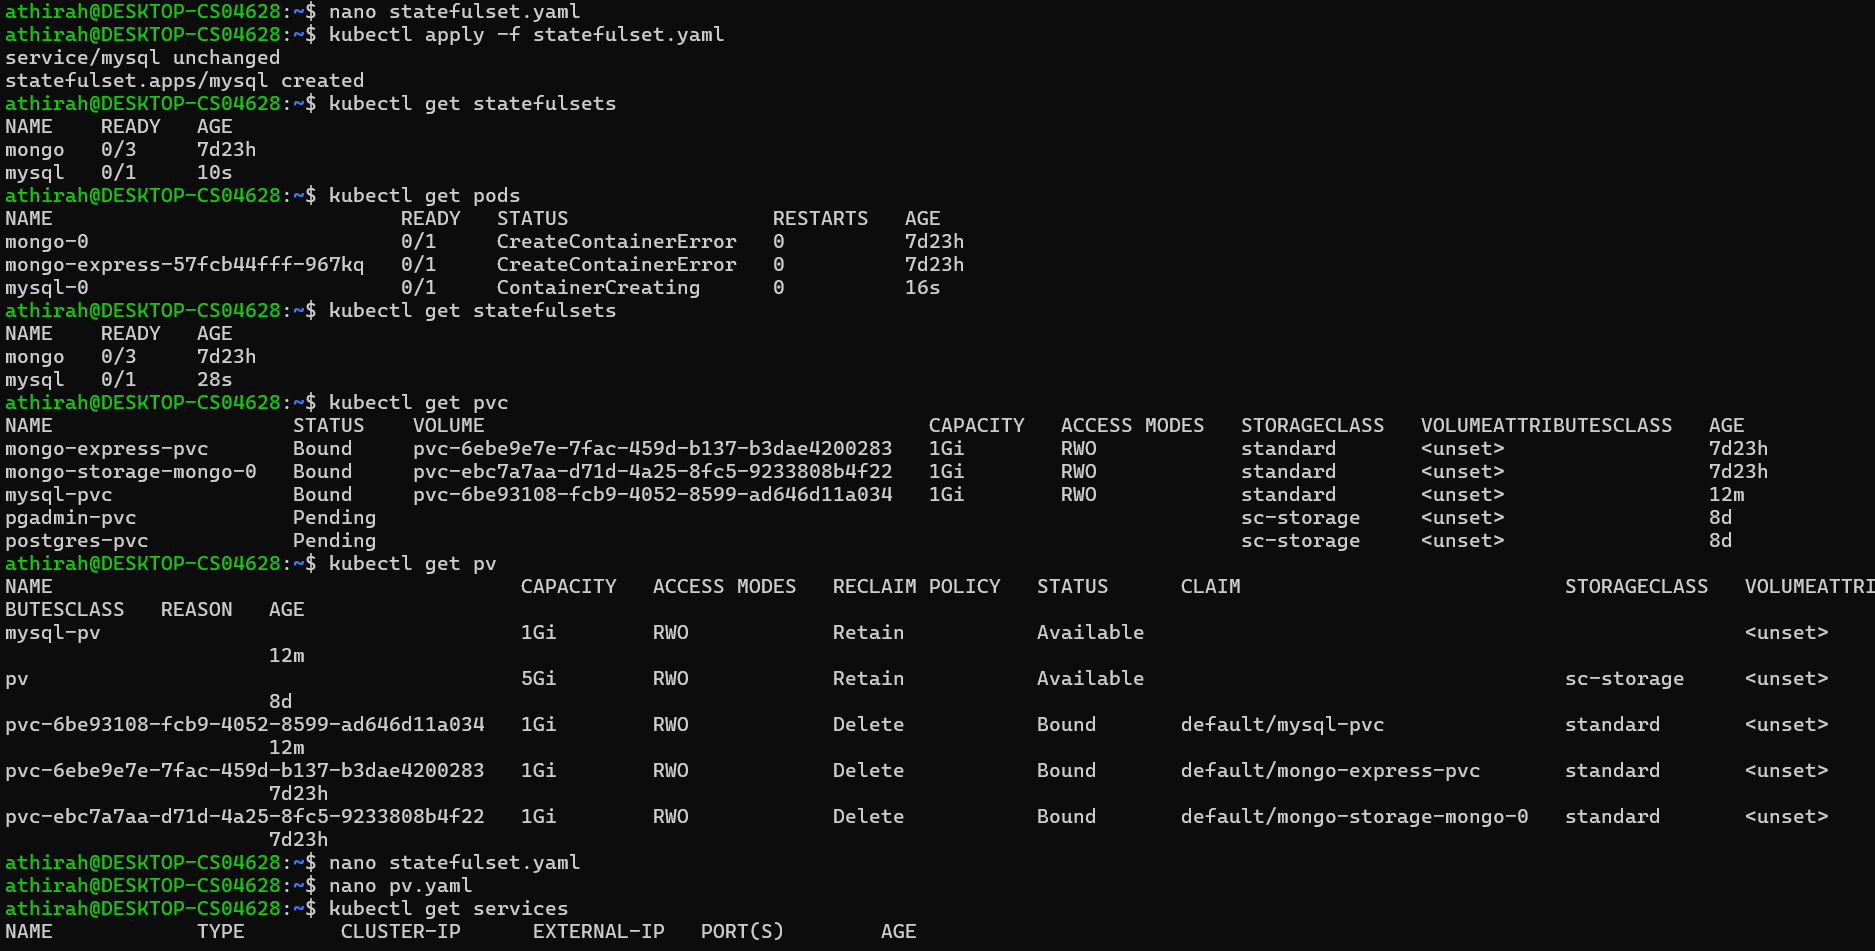 athirah@DESKTOP-CS04628:~$ nano statefulset.yaml
athirah@DESKTOP-CS04628:~$ kubectl apply -f statefulset.yaml
service/mysql unchanged
statefulset.apps/mysql created
athirah@DESKTOP-CS04628:~$ kubectl get statefulsets
NAME    READY   AGE
mongo   0/3     7d23h
mysql   0/1     10s
athirah@DESKTOP-CS04628:~$ kubectl get pods
NAME                             READY   STATUS                 RESTARTS   AGE
mongo-0                          0/1     CreateContainerError   0          7d23h
mongo-express-57fcb44fff-967kq   0/1     CreateContainerError   0          7d23h
mysql-0                          0/1     ContainerCreating      0          16s
athirah@DESKTOP-CS04628:~$ kubectl get statefulsets
NAME    READY   AGE
mongo   0/3     7d23h
mysql   0/1     28s
athirah@DESKTOP-CS04628:~$ kubectl get pvc
NAME                    STATUS    VOLUME                                     CAPACITY   ACCESS MODES   STORAGECLASS   VOLUMEATTRIBUTESCLASS   AGE
mongo-express-pvc       Bound     pvc-6ebe9e7e-7fac-459d-b137-b3dae4200283   1Gi        RWO            standard       <unset>                 7d23h
mongo-storage-mongo-0   Bound     pvc-ebc7a7aa-d71d-4a25-8fc5-9233808b4f22   1Gi        RWO            standard       <unset>                 7d23h
mysql-pvc               Bound     pvc-6be93108-fcb9-4052-8599-ad646d11a034   1Gi        RWO            standard       <unset>                 12m
pgadmin-pvc             Pending                                                                        sc-storage     <unset>                 8d
postgres-pvc            Pending                                                                        sc-storage     <unset>                 8d
athirah@DESKTOP-CS04628:~$ kubectl get pv
NAME                                       CAPACITY   ACCESS MODES   RECLAIM POLICY   STATUS      CLAIM                           STORAGECLASS   VOLUMEATTRI
BUTESCLASS   REASON   AGE
mysql-pv                                   1Gi        RWO            Retain           Available                                                  <unset>
                      12m
pv                                         5Gi        RWO            Retain           Available                                   sc-storage     <unset>
                      8d
pvc-6be93108-fcb9-4052-8599-ad646d11a034   1Gi        RWO            Delete           Bound       default/mysql-pvc               standard       <unset>
                      12m
pvc-6ebe9e7e-7fac-459d-b137-b3dae4200283   1Gi        RWO            Delete           Bound       default/mongo-express-pvc       standard       <unset>
                      7d23h
pvc-ebc7a7aa-d71d-4a25-8fc5-9233808b4f22   1Gi        RWO            Delete           Bound       default/mongo-storage-mongo-0   standard       <unset>
                      7d23h
athirah@DESKTOP-CS04628:~$ nano statefulset.yaml
athirah@DESKTOP-CS04628:~$ nano pv.yaml
athirah@DESKTOP-CS04628:~$ kubectl get services
NAME            TYPE        CLUSTER-IP      EXTERNAL-IP   PORT(S)        AGE